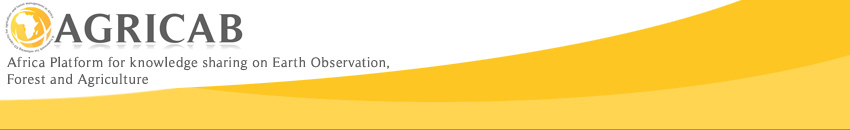 AGRICAB
Africa Platform for knowledge sharing on Earth Observation,
Forest and Agriculture